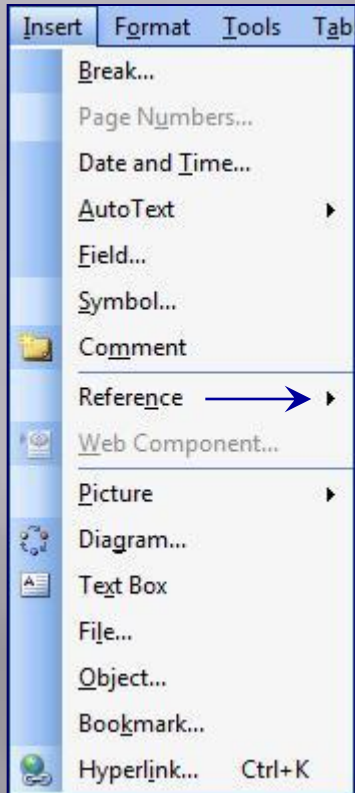 Insert Format Tools Tab
Break...
Page Numbers...
Date and Time...
AutoText
Field...
Symbol...
Comment
Reference
Web Component...
Picture
Diagram...
Text Box
File...
Object...
Bookmark...
Hyperlink... Ctrl+K